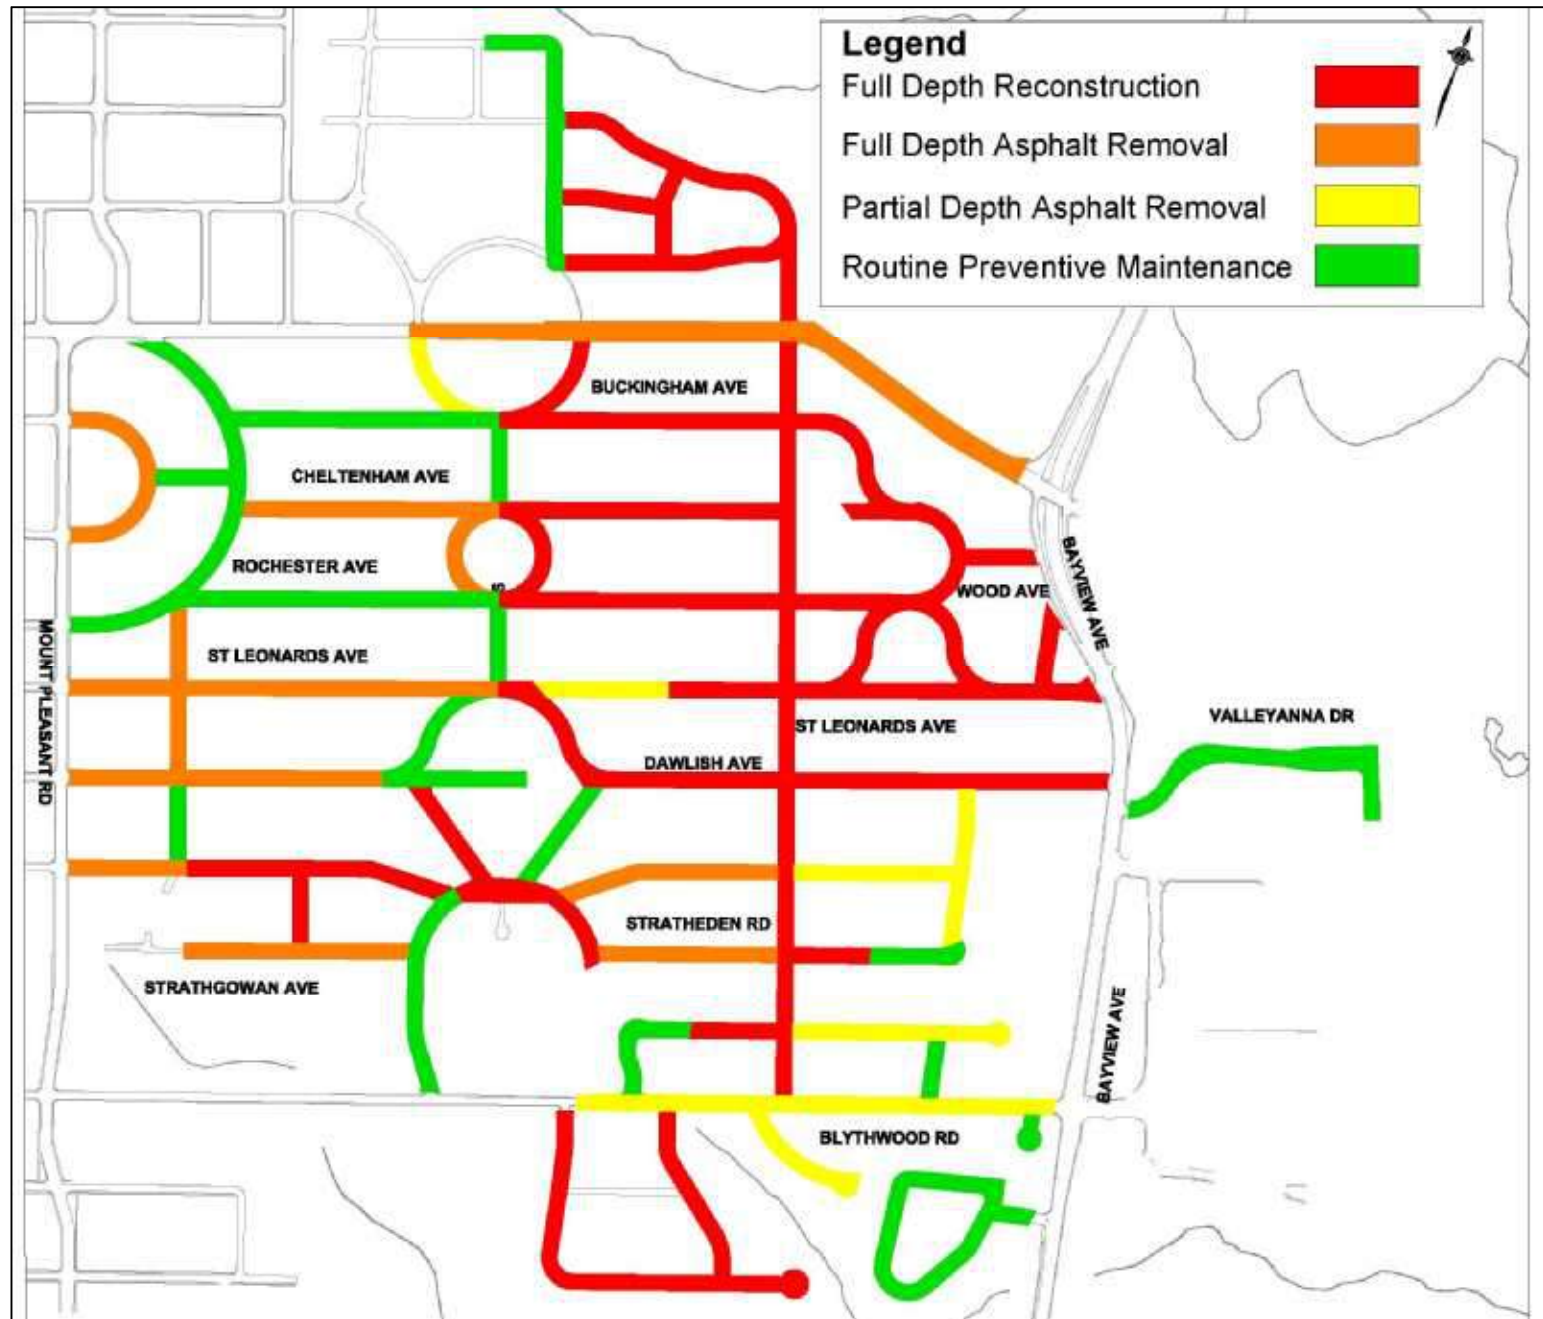 Legend
Full Depth Reconstruction
Full Depth Asphalt Removal
Partial Depth Asphalt Removal
Routine Preventive Maintenance
BUCKINGHAM AVE
CHELTENHAM AVE
ROCHESTER AVE
BAYVIEW AVE
WOOD AVE
MOUNT PLEASANT RD
ST LEONARDS AVE
ST LEONARDS AVE
VALLEYANNA DR
DAWLISH AVE
STRATHEDEN RD
STRATHGOWAN AVE
BAYVIEW AVE
BLYTHWOOD RD